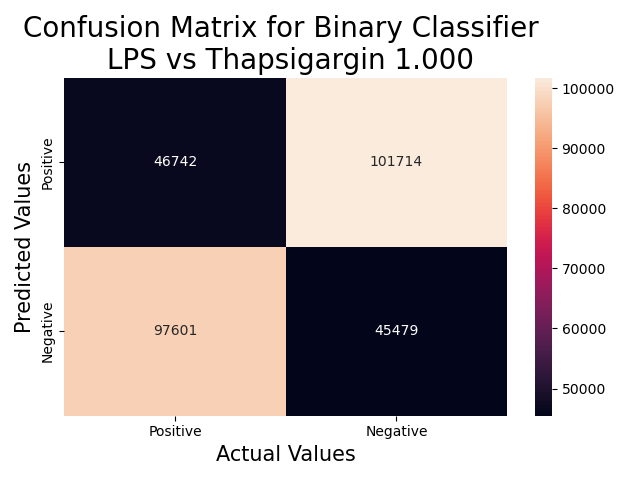 Confusion Matrix for Binary Classifier
LPS vs Thapsigargin 1.000
Predicted Values
Positive
Negative
46742
101714
97601
45479
Positive
Negative
Actual Values
100000
90000
80000
70000
60000
50000